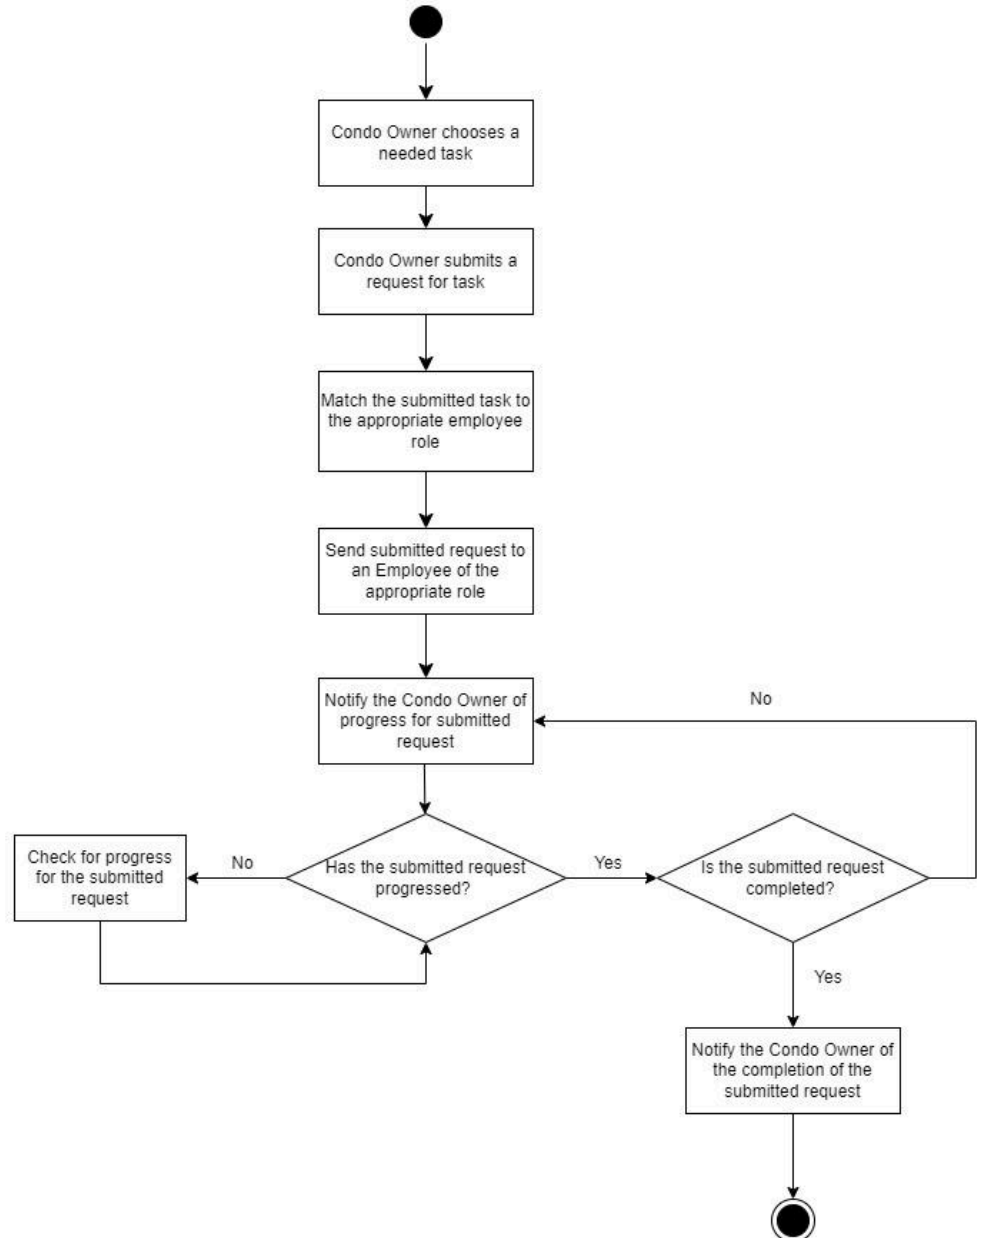 Condo Owner chooses a
needed task
Condo Owner submits a
request for task
Match the submitted task to
the appropriate employee
role
Send submitted request to
an Employee of the
appropriate role
Notify the Condo Owner of
progress for submitted
request
No
Check for progress
for the submitted
request
No
Has the submitted request
progressed?
Yes
Is the submitted request
completed?
Yes
Notify the Condo Owner of
the completion of the
submitted request